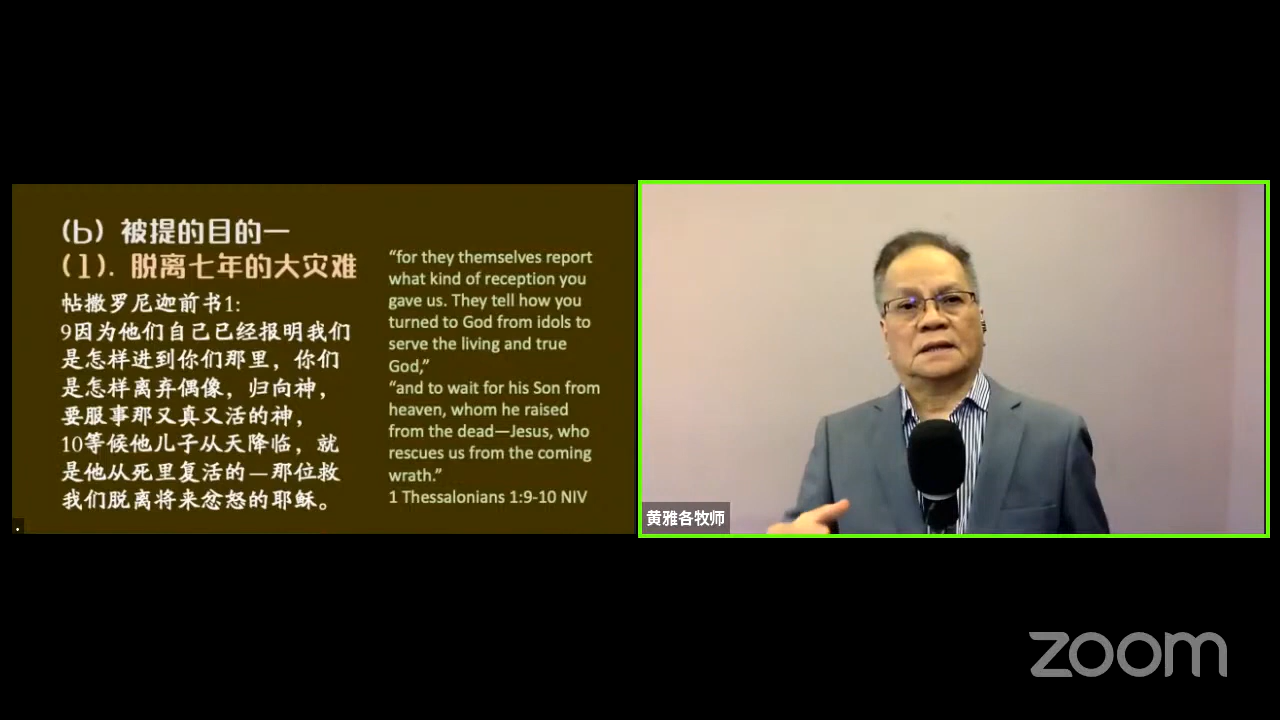 (b) 被提的目的一
(1). 脱离七年的大灾难
帖撒罗尼迦前书1:
9因为他们自己已经报明我们
是怎样进到你们那里，你们
是怎样离弃偶像，归向神，
要服事那又真又活的神，
10等候他儿子从天降临，就
是他从死里复活的—那位救
我们脱离将来愈怒的耶稣。
“for they themselves report
what kind of reception you
gave us. They tell how you
turned to God from idols to
serve the living and true
God,”
“and to wait for his Son from
heaven, whom he raised
from the dead—Jesus, who
rescues us from the coming
wrath.”
1 Thessalonians 1:9-10 NIV
黄雅各牧师
zoom